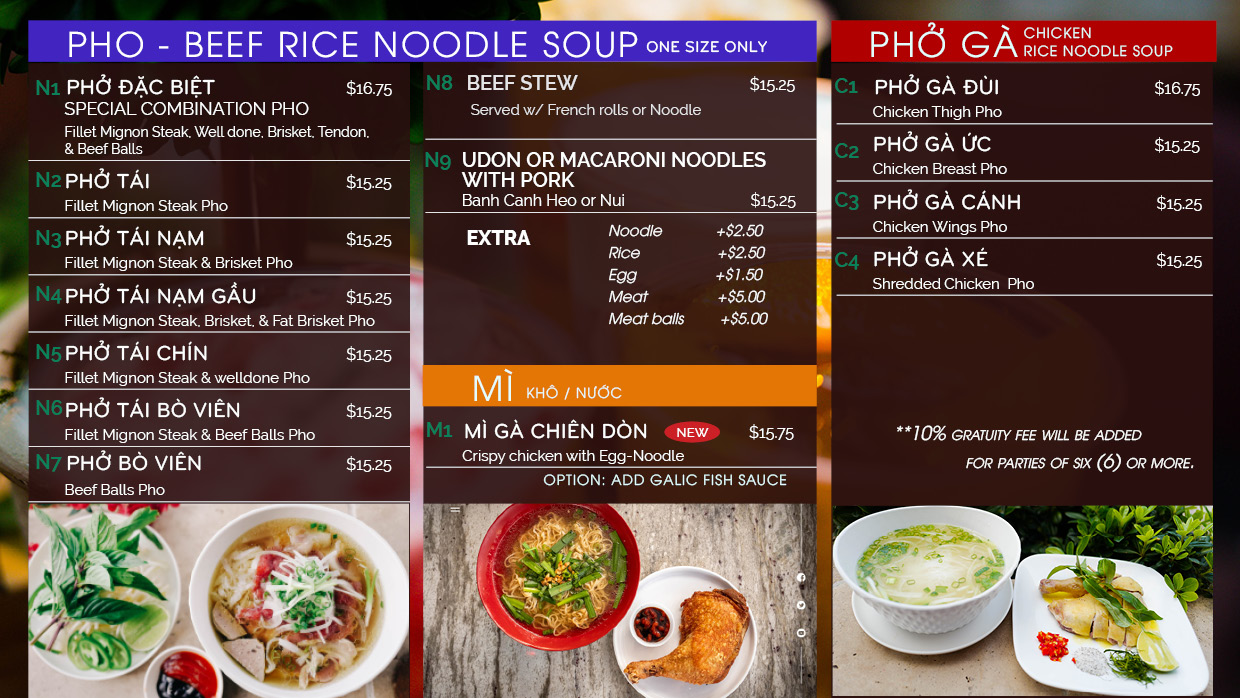 PHO - BEEF RICE NOODLE SOUP ONE SIZE ONLY
N1 PHỞ ĐẶC BIỆT $16.75
SPECIAL COMBINATION PHO
Fillet Mignon Steak, Well done, Brisket, Tendon,
& Beef Balls
N2 PHỞ TÁI $15.25
Fillet Mignon Steak Pho
N3 PHỞ TÁI NẠM $15.25
Fillet Mignon Steak & Brisket Pho
N4 PHỞ TÁI NẠM GẦU $15.25
Fillet Mignon Steak, Brisket, & Fat Brisket Pho
N5 PHỞ TÁI CHÍN $15.25
Fillet Mignon Steak & welldone Pho
N6 PHỞ TÁI BÒ VIÊN $15.25
Fillet Mignon Steak & Beef Balls Pho
N7 PHỞ BÒ VIÊN $15.25
Beef Balls Pho
N8 BEEF STEW $15.25
Served w/ French rolls or Noodle
N9 UDON OR MACARONI NOODLES
WITH PORK
Banh Canh Heo or Nui $15.25
EXTRA Noodle +$2.50
Rice +$2.50
Egg +$1.50
Meat +$5.00
Meat balls +$5.00
MÌ KHÔ / NƯỚC
M1 MÌ GÀ CHIÊN DÒN NEW $15.75
Crispy chicken with Egg-Noodle
OPTION: ADD GALIC FISH SAUCE
PHỞ GÀ CHICKEN
RICE NOODLE SOUP
C1 PHỞ GÀ ĐÙI $16.75
Chicken Thigh Pho
C2 PHỞ GÀ ỨC $15.25
Chicken Breast Pho
C3 PHỞ GÀ CÁNH $15.25
Chicken Wings Pho
C4 PHỞ GÀ XÉ $15.25
Shredded Chicken Pho
**10% GRATUITY FEE WILL BE ADDED
FOR PARTIES OF SIX (6) OR MORE.